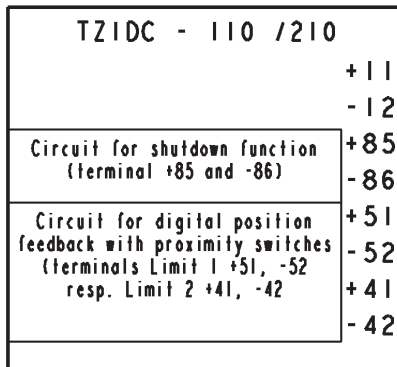 TZIDC - 110 /210
+11
-12
Circuit for shutdown function
(terminal +85 and -86)
+85
-86
Circuit for digital position
feedback with proximity switches
(terminals Limit 1 +51, -52
resp. Limit 2 +41, -42
+51
-52
+41
-42